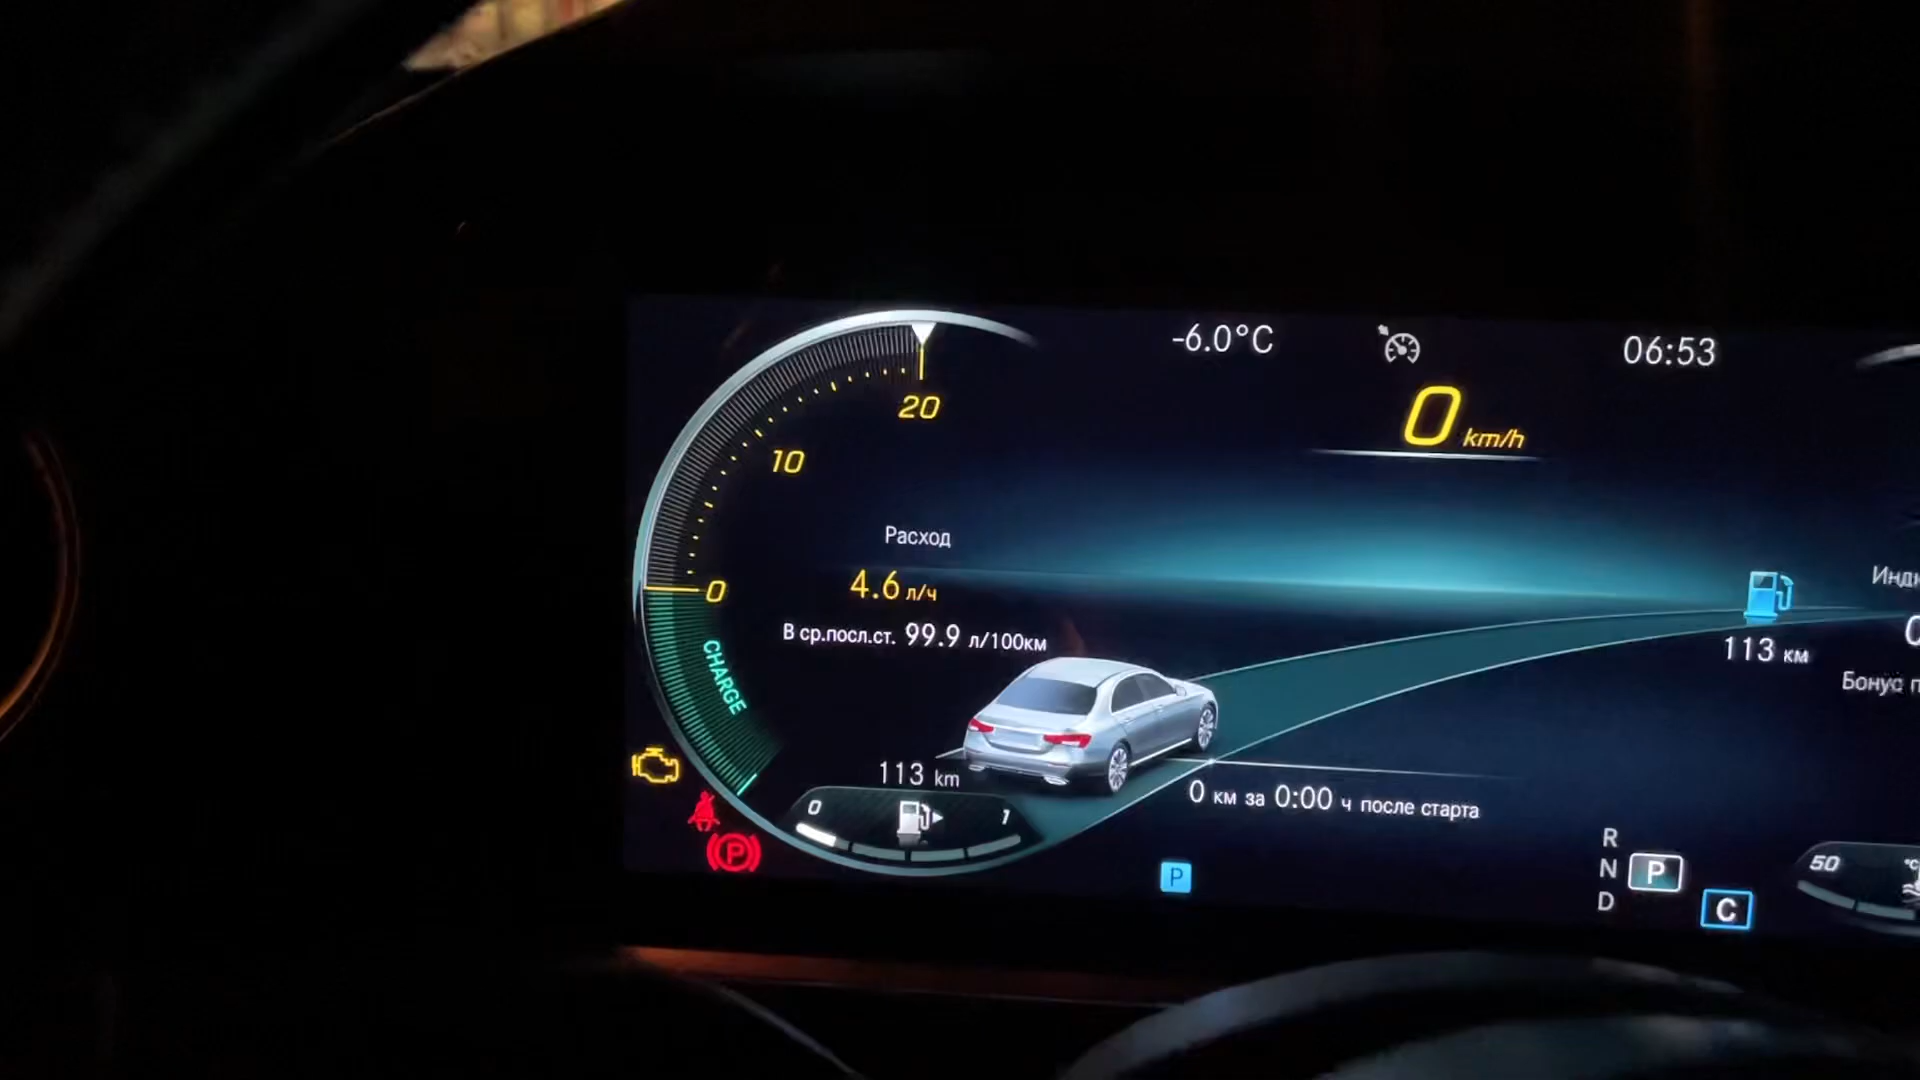 -6.0°C
06:53
0 km/h
20
10
0
CHARGE
Расход
4.6 л/ч
В ср.посл.ст. 99.9 л/100км
113 км
Бонус
113 km
0 1
0 км за 0:00 ч после старта
P
R
N P
D
C
50 °C
P